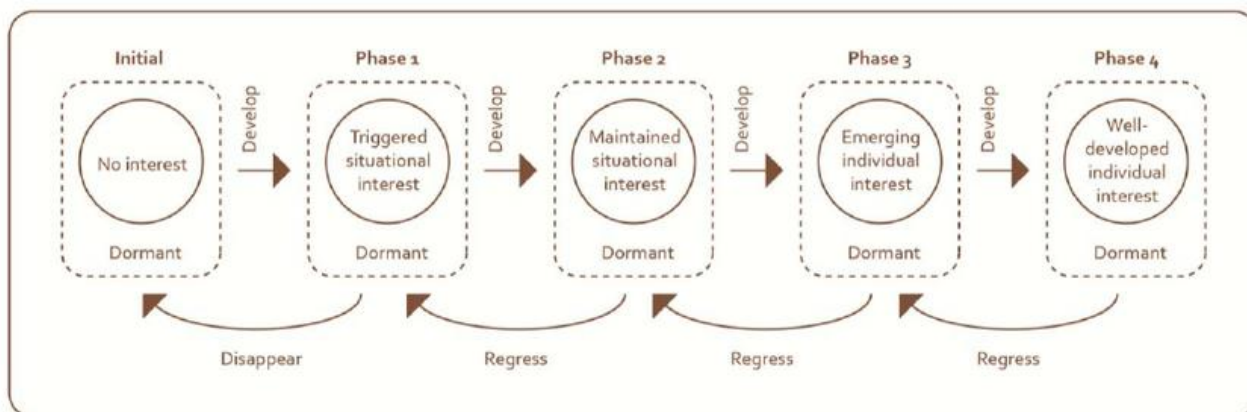 Initial
Phase 1
Phase 2
Phase 3
Phase 4
No interest
Dormant
Develop
Triggered
situational
interest
Dormant
Develop
Maintained
situational
interest
Dormant
Develop
Emerging
individual
interest
Dormant
Develop
Well-
developed
individual
interest
Dormant
Disappear
Regress
Regress
Regress